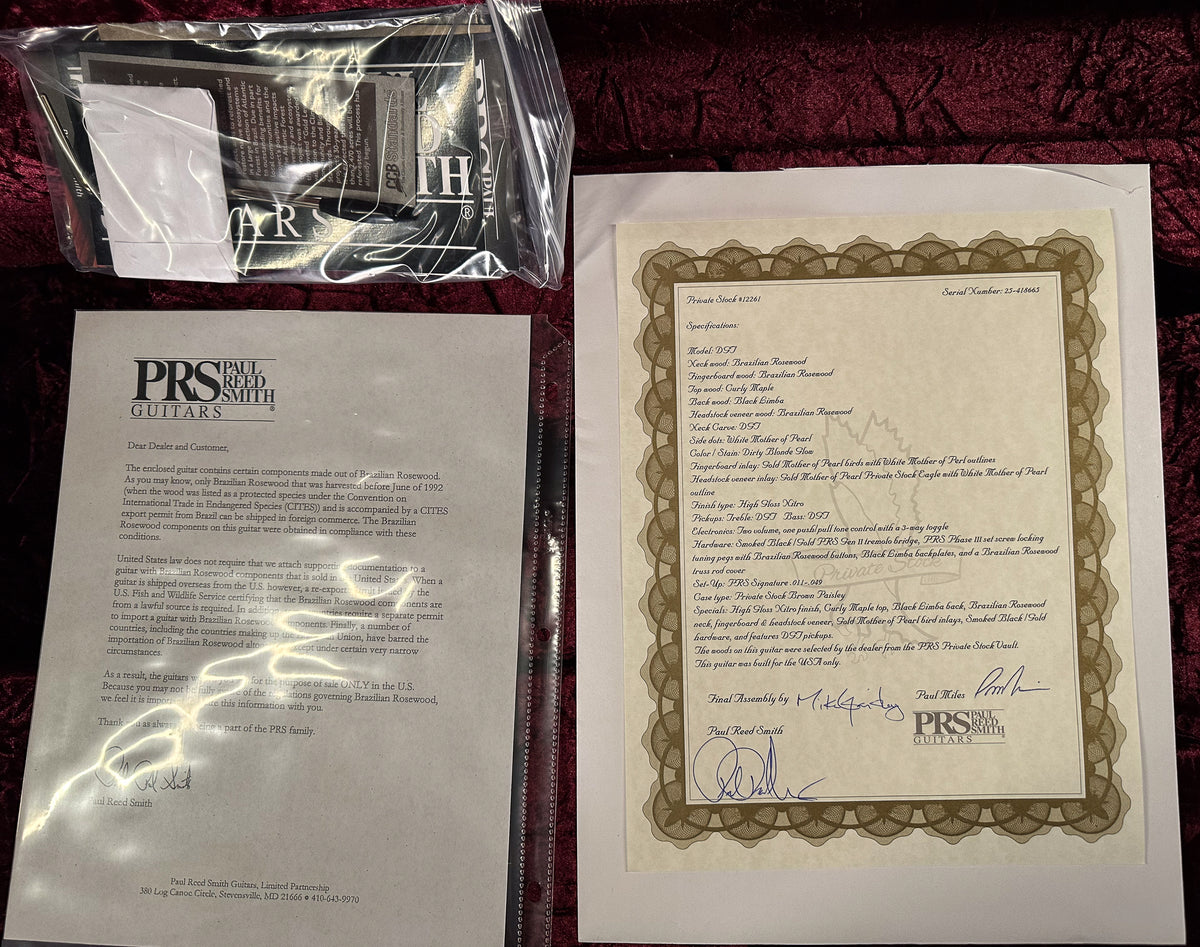 PAUL
REED
SMITH
GUITARS
®
CCB Standards
already begun.
PRS PAUL
REED
SMITH
GUITARS ®
Dear Dealer and Customer,
The enclosed guitar contains certain components made out of Brazilian Rosewood.
As you may know, only Brazilian Rosewood that was harvested before June of 1992
(when the wood was listed as a protected species under the Convention on
International Trade in Endangered Species (CITES)) and is accompanied by a CITES
export permit from Brazil can be shipped in foreign commerce. The Brazilian
Rosewood components on this guitar were obtained in compliance with these
conditions.
United States law does not require that we attach supporting documentation to a
guitar with Brazilian Rosewood components that is sold in United States. When a
guitar is shipped overseas from the U.S. however, a re-export by the
U.S. Fish and Wildlife Service certifying that the Brazilian Rosewood components are
from a lawful source is required. In addition require a separate permit
to import a guitar with Brazilian Rosewood components. Finally, a number of
countries, including the countries making up the Union, have barred the
importation of Brazilian Rosewood except under certain very narrow
circumstances.
As a result, the guitars for the purpose of sale ONLY in the U.S.
Because you may not be of the regulations governing Brazilian Rosewood,
we feel it is important this information with you.
Thank you as always being a part of the PRS family.
Paul Reed Smith
Paul Reed Smith Guitars, Limited Partnership
380 Log Canoe Circle, Stevensville, MD 21666 • 410-643-9970
Private Stock #12261
Serial Number: 25-418665
Specifications:
Model: DGT
Neck wood: Brazilian Rosewood
Fingerboard wood: Brazilian Rosewood
Top wood: Curly Maple
Back wood: Black Limba
Headstock veneer wood: Brazilian Rosewood
Neck Carve: DGT
Side dots: White Mother of Pearl
Color / Stain: Dirty Blonde Glow
Fingerboard inlay: Gold Mother of Pearl birds with White Mother of Perl outlines
Headstock veneer inlay: Gold Mother of Pearl Private Stock Eagle with White Mother of Pearl
outline
Finish type: High Gloss Nitro
Pickups: Treble: DGT Bass: DGT
Electronics: Two volume, one push/pull tone control with a 3-way toggle
Hardware: Smoked Black/Gold PRS Gen III tremolo bridge, PRS Phase III set screw locking
tuning pegs with Brazilian Rosewood buttons, Black Limba backplates, and a Brazilian Rosewood
truss rod cover
Private Stock
Set-Up: PRS Signature .011-.049
Case type: Private Stock Brown Paisley
Specials: High Gloss Nitro finish, Curly Maple top, Black Limba back, Brazilian Rosewood
neck, fingerboard & headstock veneer, Gold Mother of Pearl bird inlays, Smoked Black/Gold
hardware, and features DGT pickups.
The woods on this guitar were selected by the dealer from the PRS Private Stock Vault.
This guitar was built for the USA only.
Final Assembly by
Paul Miles
PRS PAUL
REED
SMITH
GUITARS
Paul Reed Smith